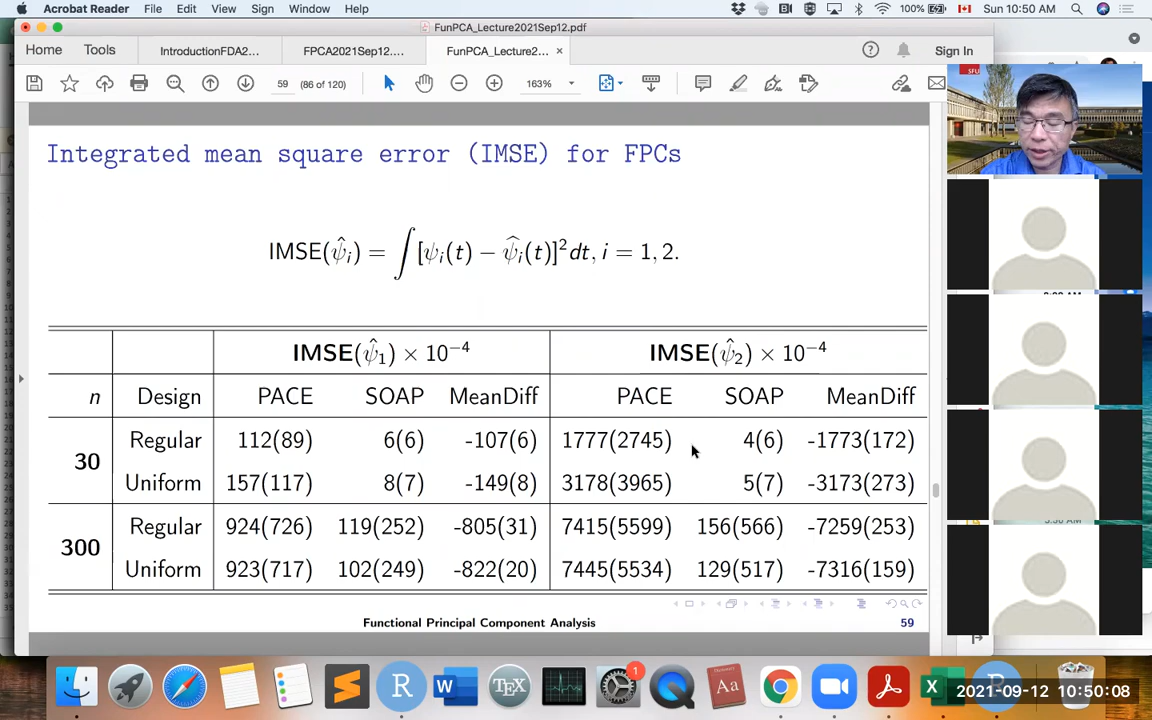 Acrobat Reader File Edit View Sign Window Help 100% Sun 10:50 AM
FunPCA_Lecture2021Sep12.pdf
Home Tools IntroductionFDA2... FPCA2021Sep12.... FunPCA_Lecture2... × Sign In
59 (86 of 120) 163%
SFU
Integrated mean square error (IMSE) for FPCs
IMSE(ψ̂ᵢ) = ∫[ψᵢ(t) − ψ̂ᵢ(t)]²dt, i = 1, 2.
IMSE(ψ̂₁) × 10⁻⁴ IMSE(ψ̂₂) × 10⁻⁴
n Design PACE SOAP MeanDiff PACE SOAP MeanDiff
30 Regular 112(89) 6(6) -107(6) 1777(2745) 4(6) -1773(172)
Uniform 157(117) 8(7) -149(8) 3178(3965) 5(7) -3173(273)
300 Regular 924(726) 119(252) -805(31) 7415(5599) 156(566) -7259(253)
Uniform 923(717) 102(249) -822(20) 7445(5534) 129(517) -7316(159)
Functional Principal Component Analysis 59
R W TEX 1 Aa X
2021-09-12 10:50:08